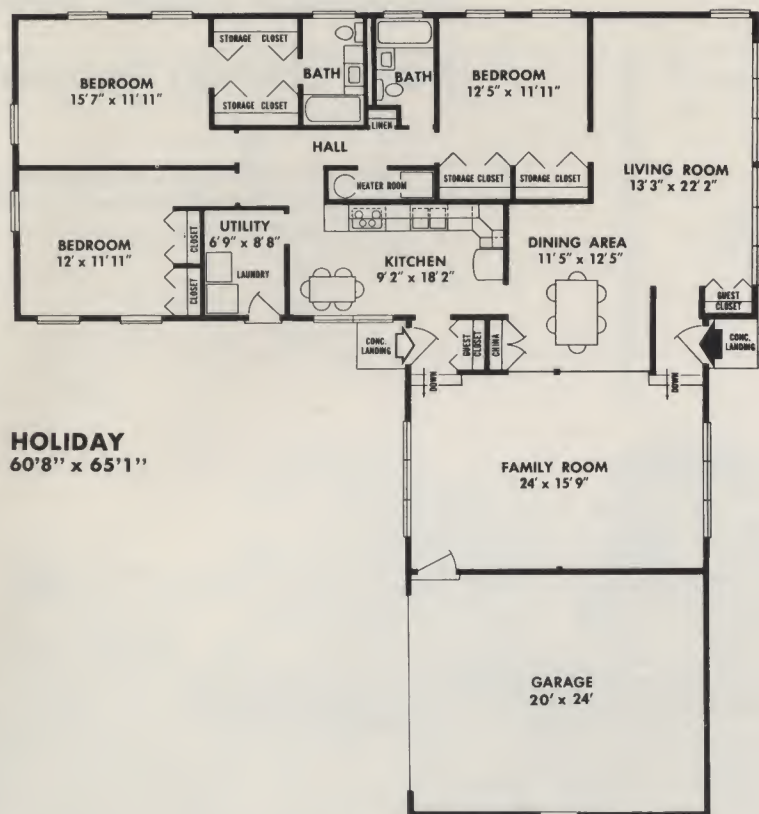 STORAGE CLOSET
BEDROOM
15'7" x 11'11"
STORAGE CLOSET
BATH
BATH
BEDROOM
12'5" x 11'11"
LINEN
HALL
HEATER ROOM
STORAGE CLOSET
STORAGE CLOSET
LIVING ROOM
13'3" x 22'2"
BEDROOM
12' x 11'11"
CLOSET
CLOSET
UTILITY
6'9" x 8'8"
LAUNDRY
KITCHEN
9'2" x 18'2"
DINING AREA
11'5" x 12'5"
GUEST
CLOSET
CONC.
LANDING
GUEST
CLOSET
CHINA
CONC.
LANDING
DOWN
DOWN
HOLIDAY
60'8" x 65'1"
FAMILY ROOM
24' x 15'9"
GARAGE
20' x 24'